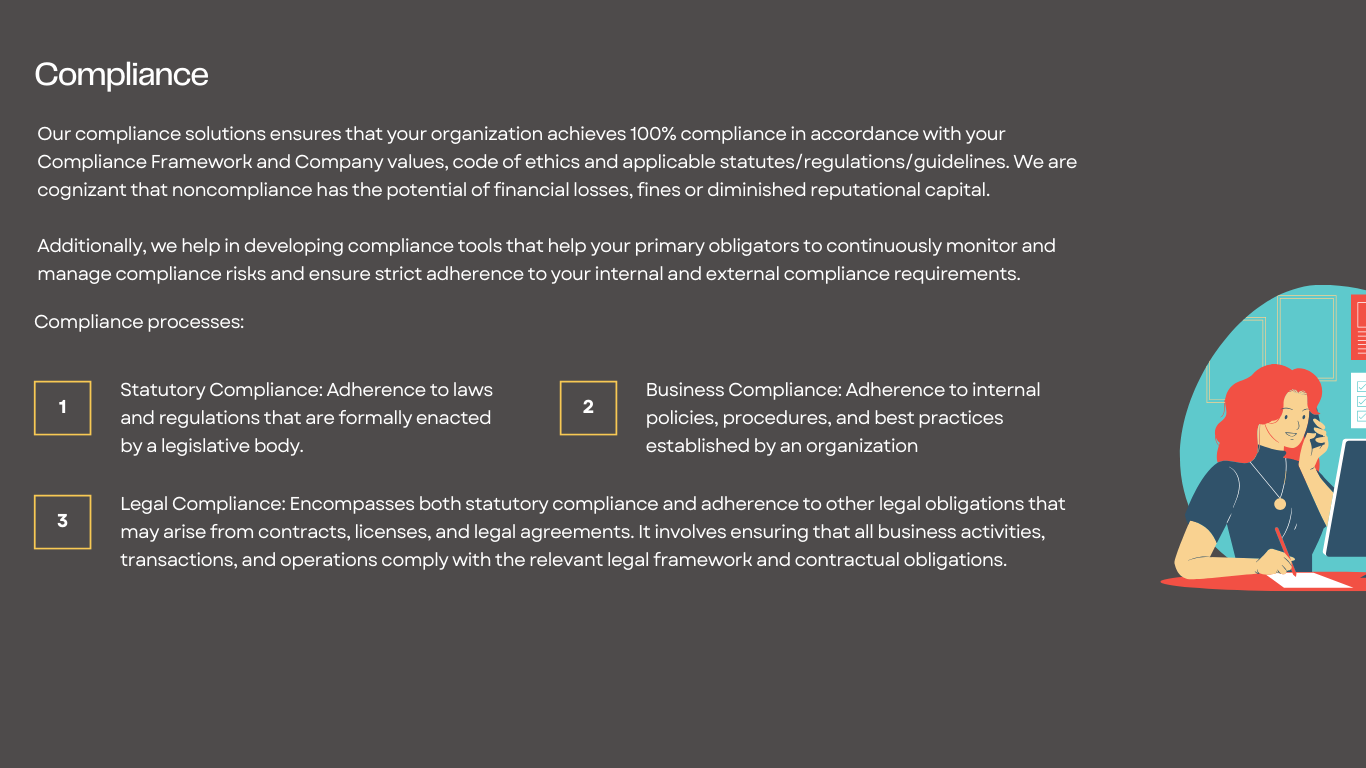 Compliance
Our compliance solutions ensures that your organization achieves 100% compliance in accordance with your
Compliance Framework and Company values, code of ethics and applicable statutes/regulations/guidelines. We are
cognizant that noncompliance has the potential of financial losses, fines or diminished reputational capital.
Additionally, we help in developing compliance tools that help your primary obligators to continuously monitor and
manage compliance risks and ensure strict adherence to your internal and external compliance requirements.
Compliance processes:
1
Statutory Compliance: Adherence to laws
and regulations that are formally enacted
by a legislative body.
2
Business Compliance: Adherence to internal
policies, procedures, and best practices
established by an organization
3
Legal Compliance: Encompasses both statutory compliance and adherence to other legal obligations that
may arise from contracts, licenses, and legal agreements. It involves ensuring that all business activities,
transactions, and operations comply with the relevant legal framework and contractual obligations.